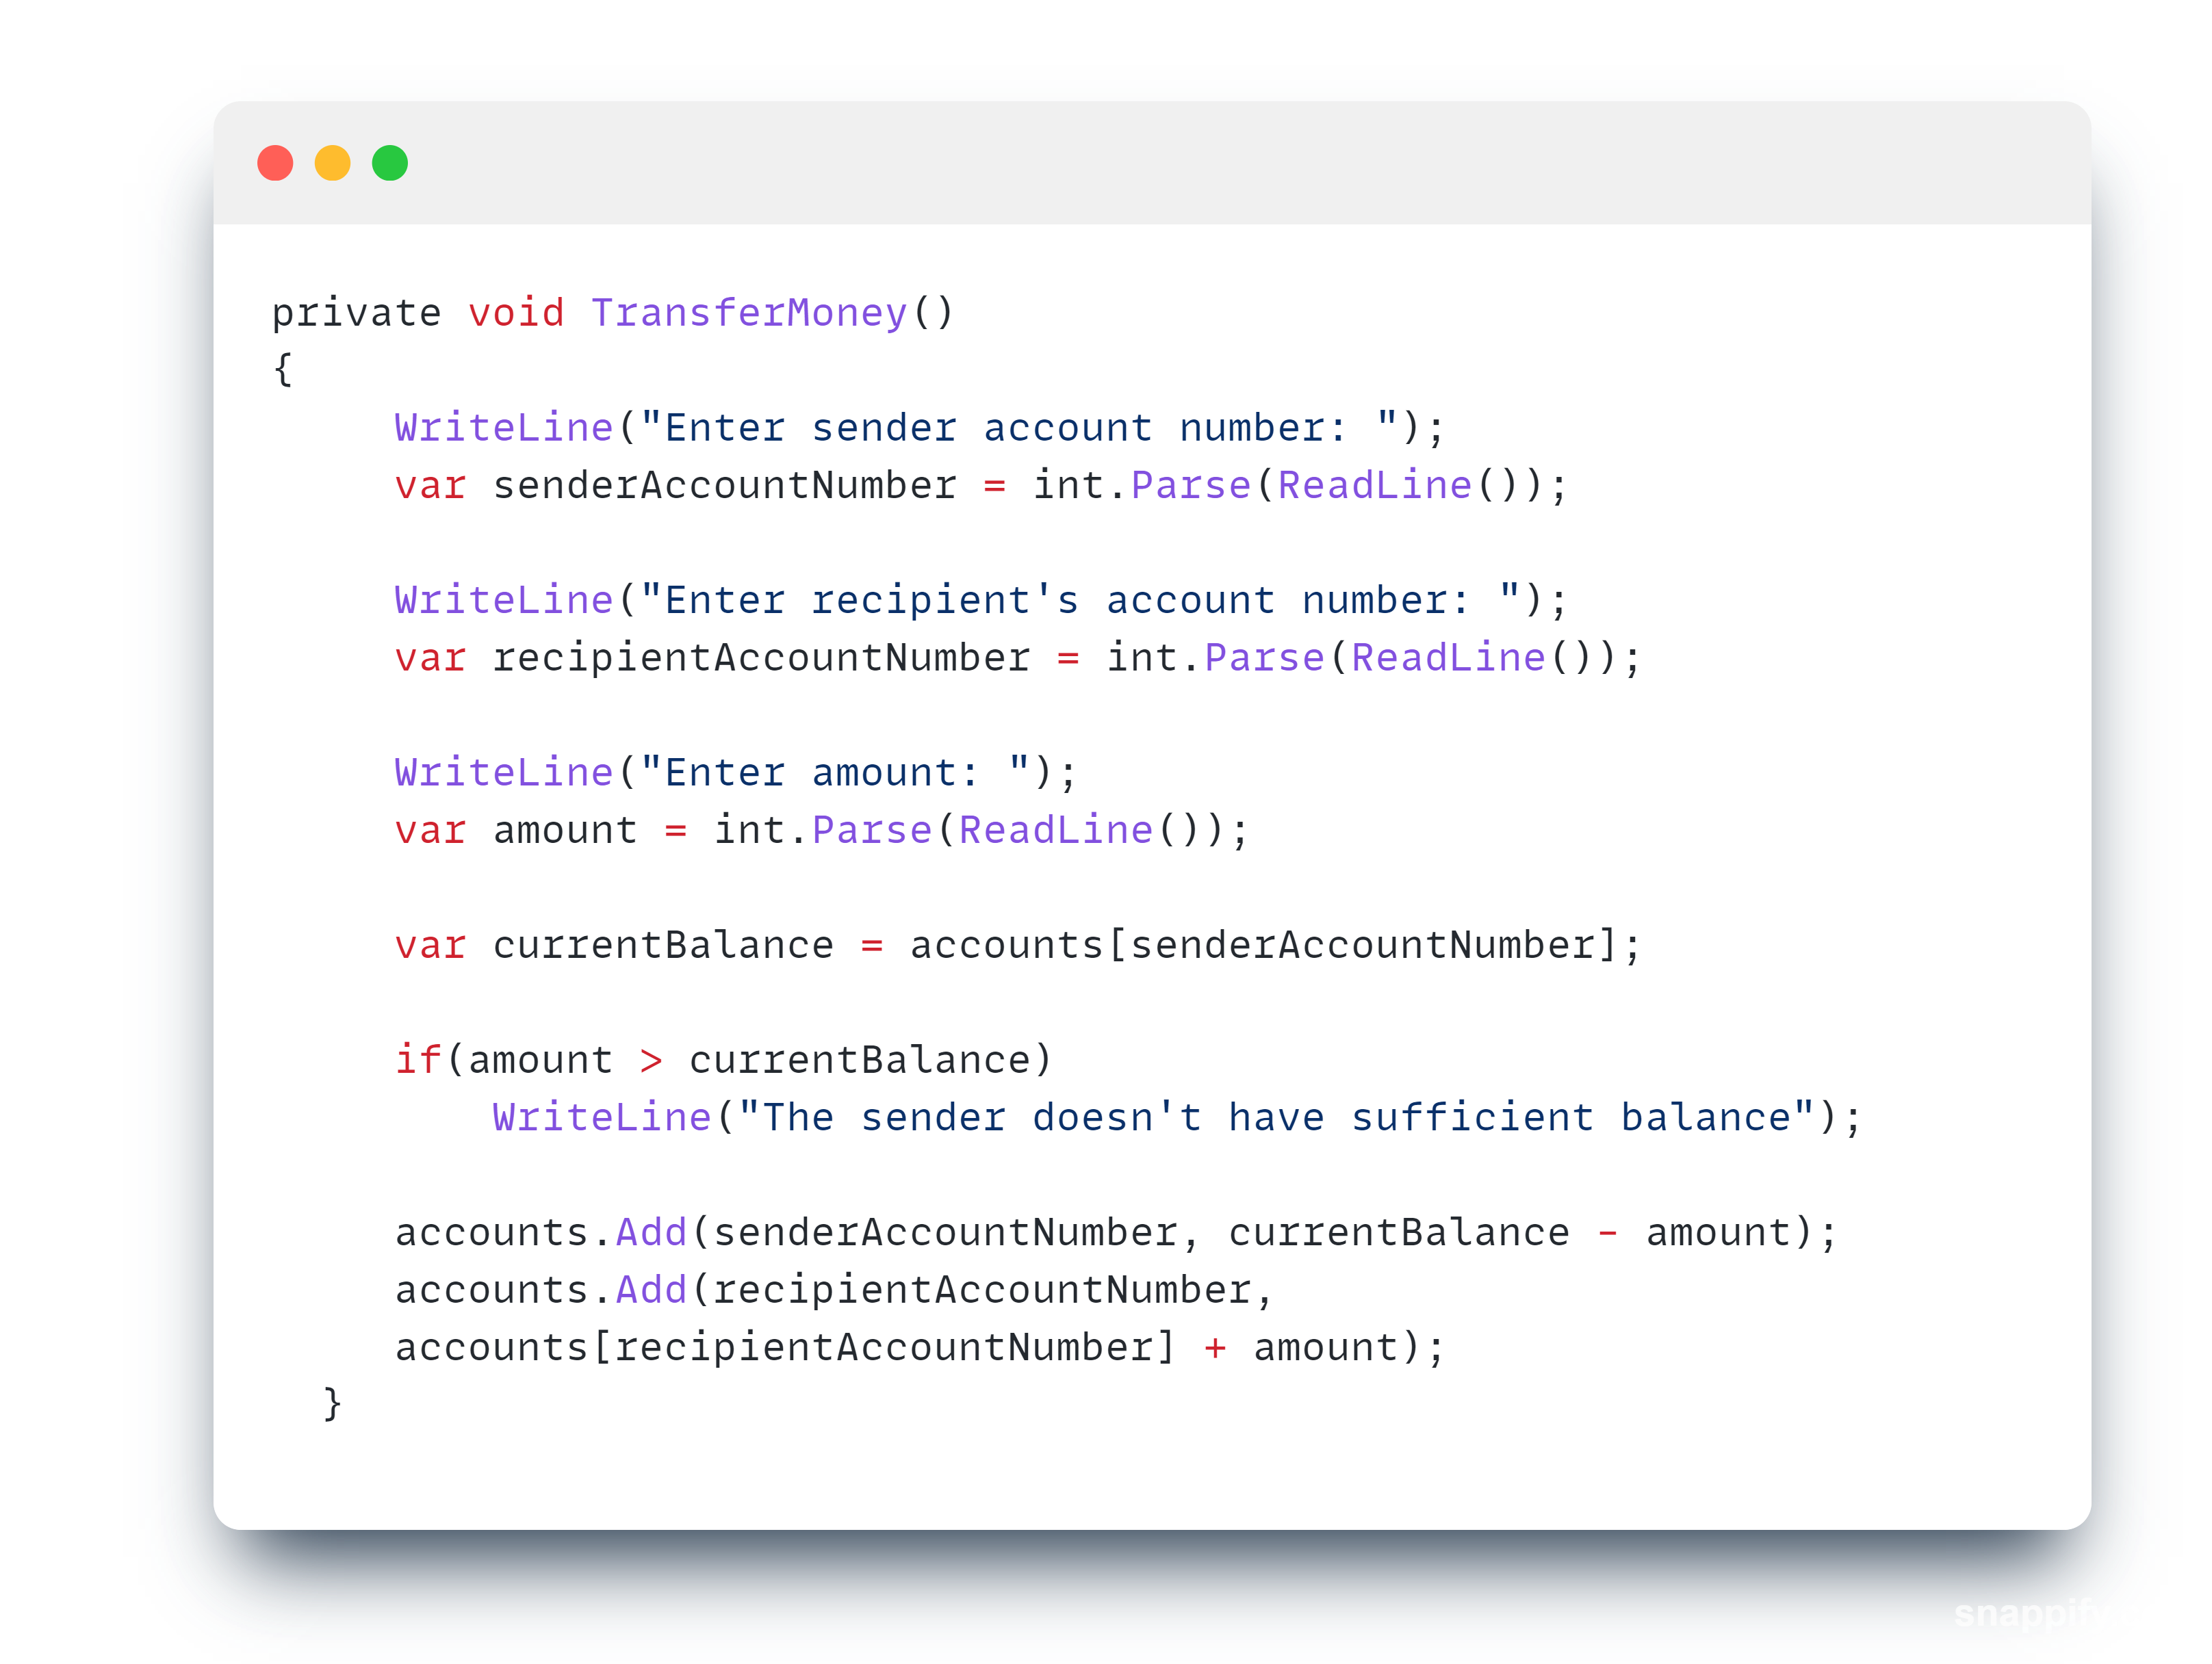 private void TransferMoney()
{
WriteLine("Enter sender account number: ");
var senderAccountNumber = int.Parse(ReadLine());
WriteLine("Enter recipient's account number: ");
var recipientAccountNumber = int.Parse(ReadLine());
WriteLine("Enter amount: ");
var amount = int.Parse(ReadLine());
var currentBalance = accounts[senderAccountNumber];
if(amount > currentBalance)
WriteLine("The sender doesn't have sufficient balance");
accounts.Add(senderAccountNumber, currentBalance - amount);
accounts.Add(recipientAccountNumber,
accounts[recipientAccountNumber] + amount);
}